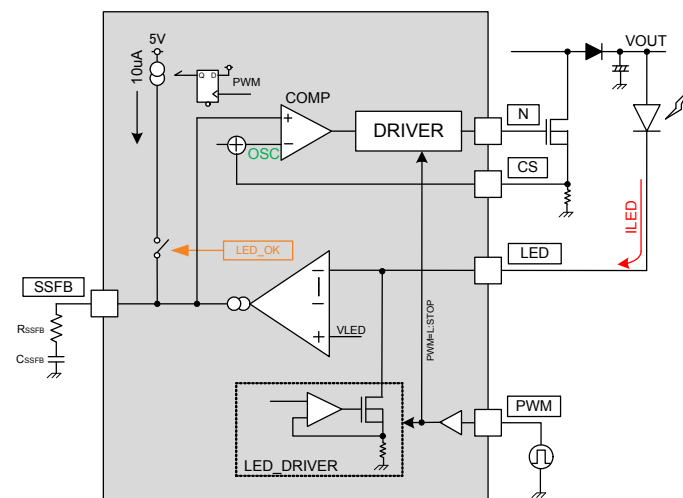 5V
10uA
Q D
PWM
COMP
VOUT
N
DRIVER
+
−
OSC
CS
ILED
LED_OK
LED
SSFB
RSSFB
CSSFB
VLED
PWM=L:STOP
PWM
LED_DRIVER